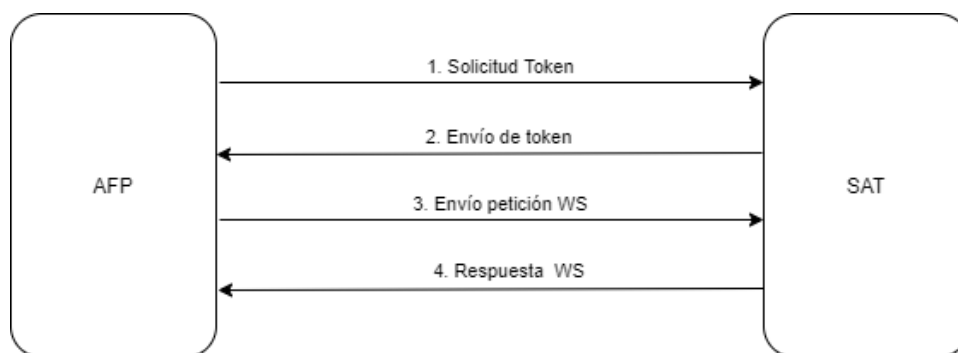 1. Solicitud Token
2. Envío de token
AFP
SAT
3. Envío petición WS
4. Respuesta WS